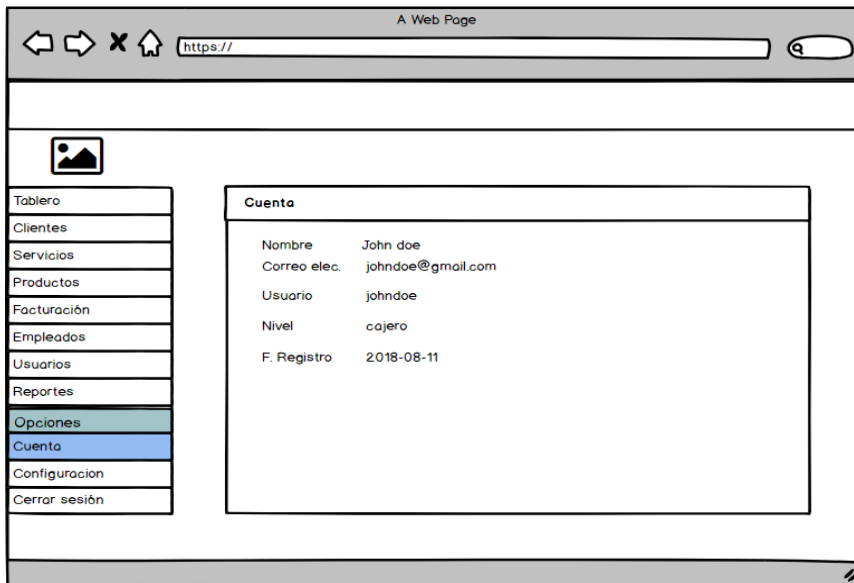 A Web Page
https://
Tablero
Clientes
Servicios
Productos
Facturación
Empleados
Usuarios
Reportes
Opciones
Cuenta
Configuracion
Cerrar sesión
Cuenta
Nombre John doe
Correo elec. johndoe@gmail.com
Usuario johndoe
Nivel cajero
F. Registro 2018-08-11